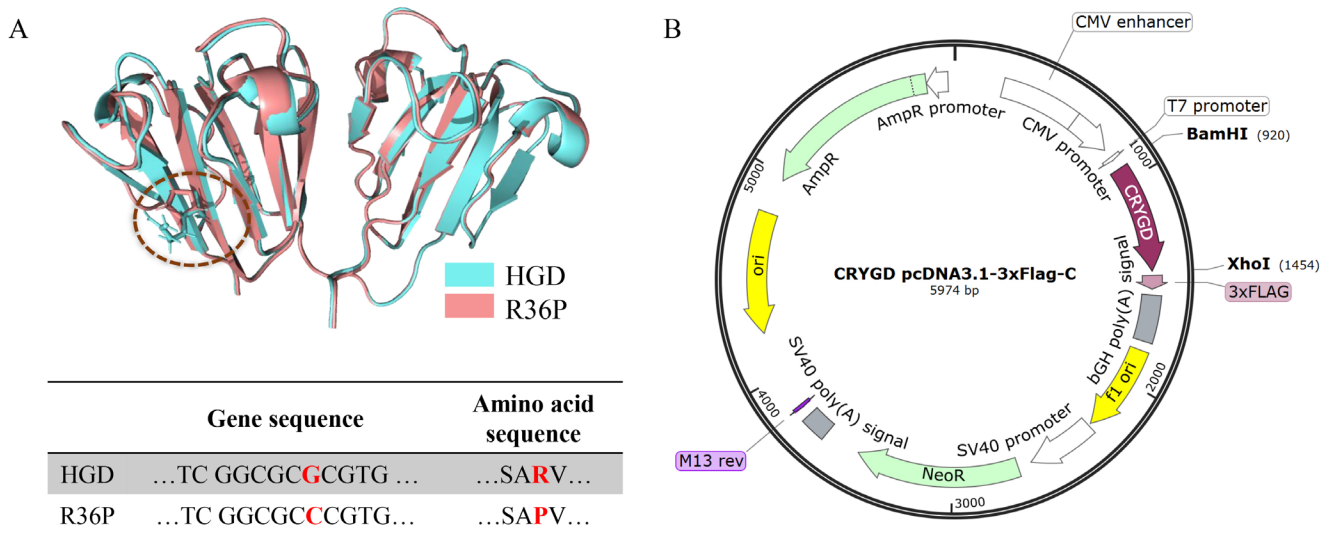 A
HGD
R36P
Gene sequence
Amino acid
sequence
HGD
…TC GGCGCGCGTG …
…SARV…
R36P
…TC GGCGCCCGTG…
…SAPV…
B
CMV enhancer
T7 promoter
BamHI (920)
AmpR promoter
CMV promoter
1000
AmpR
5000
CRYGD
ori
CRYGD pcDNA3.1-3xFlag-C
5974 bp
XhoI (1454)
3xFLAG
bGH poly(A) signal
f1 ori
2000
SV40 poly(A) signal
4000
SV40 promoter
M13 rev
NeoR
3000